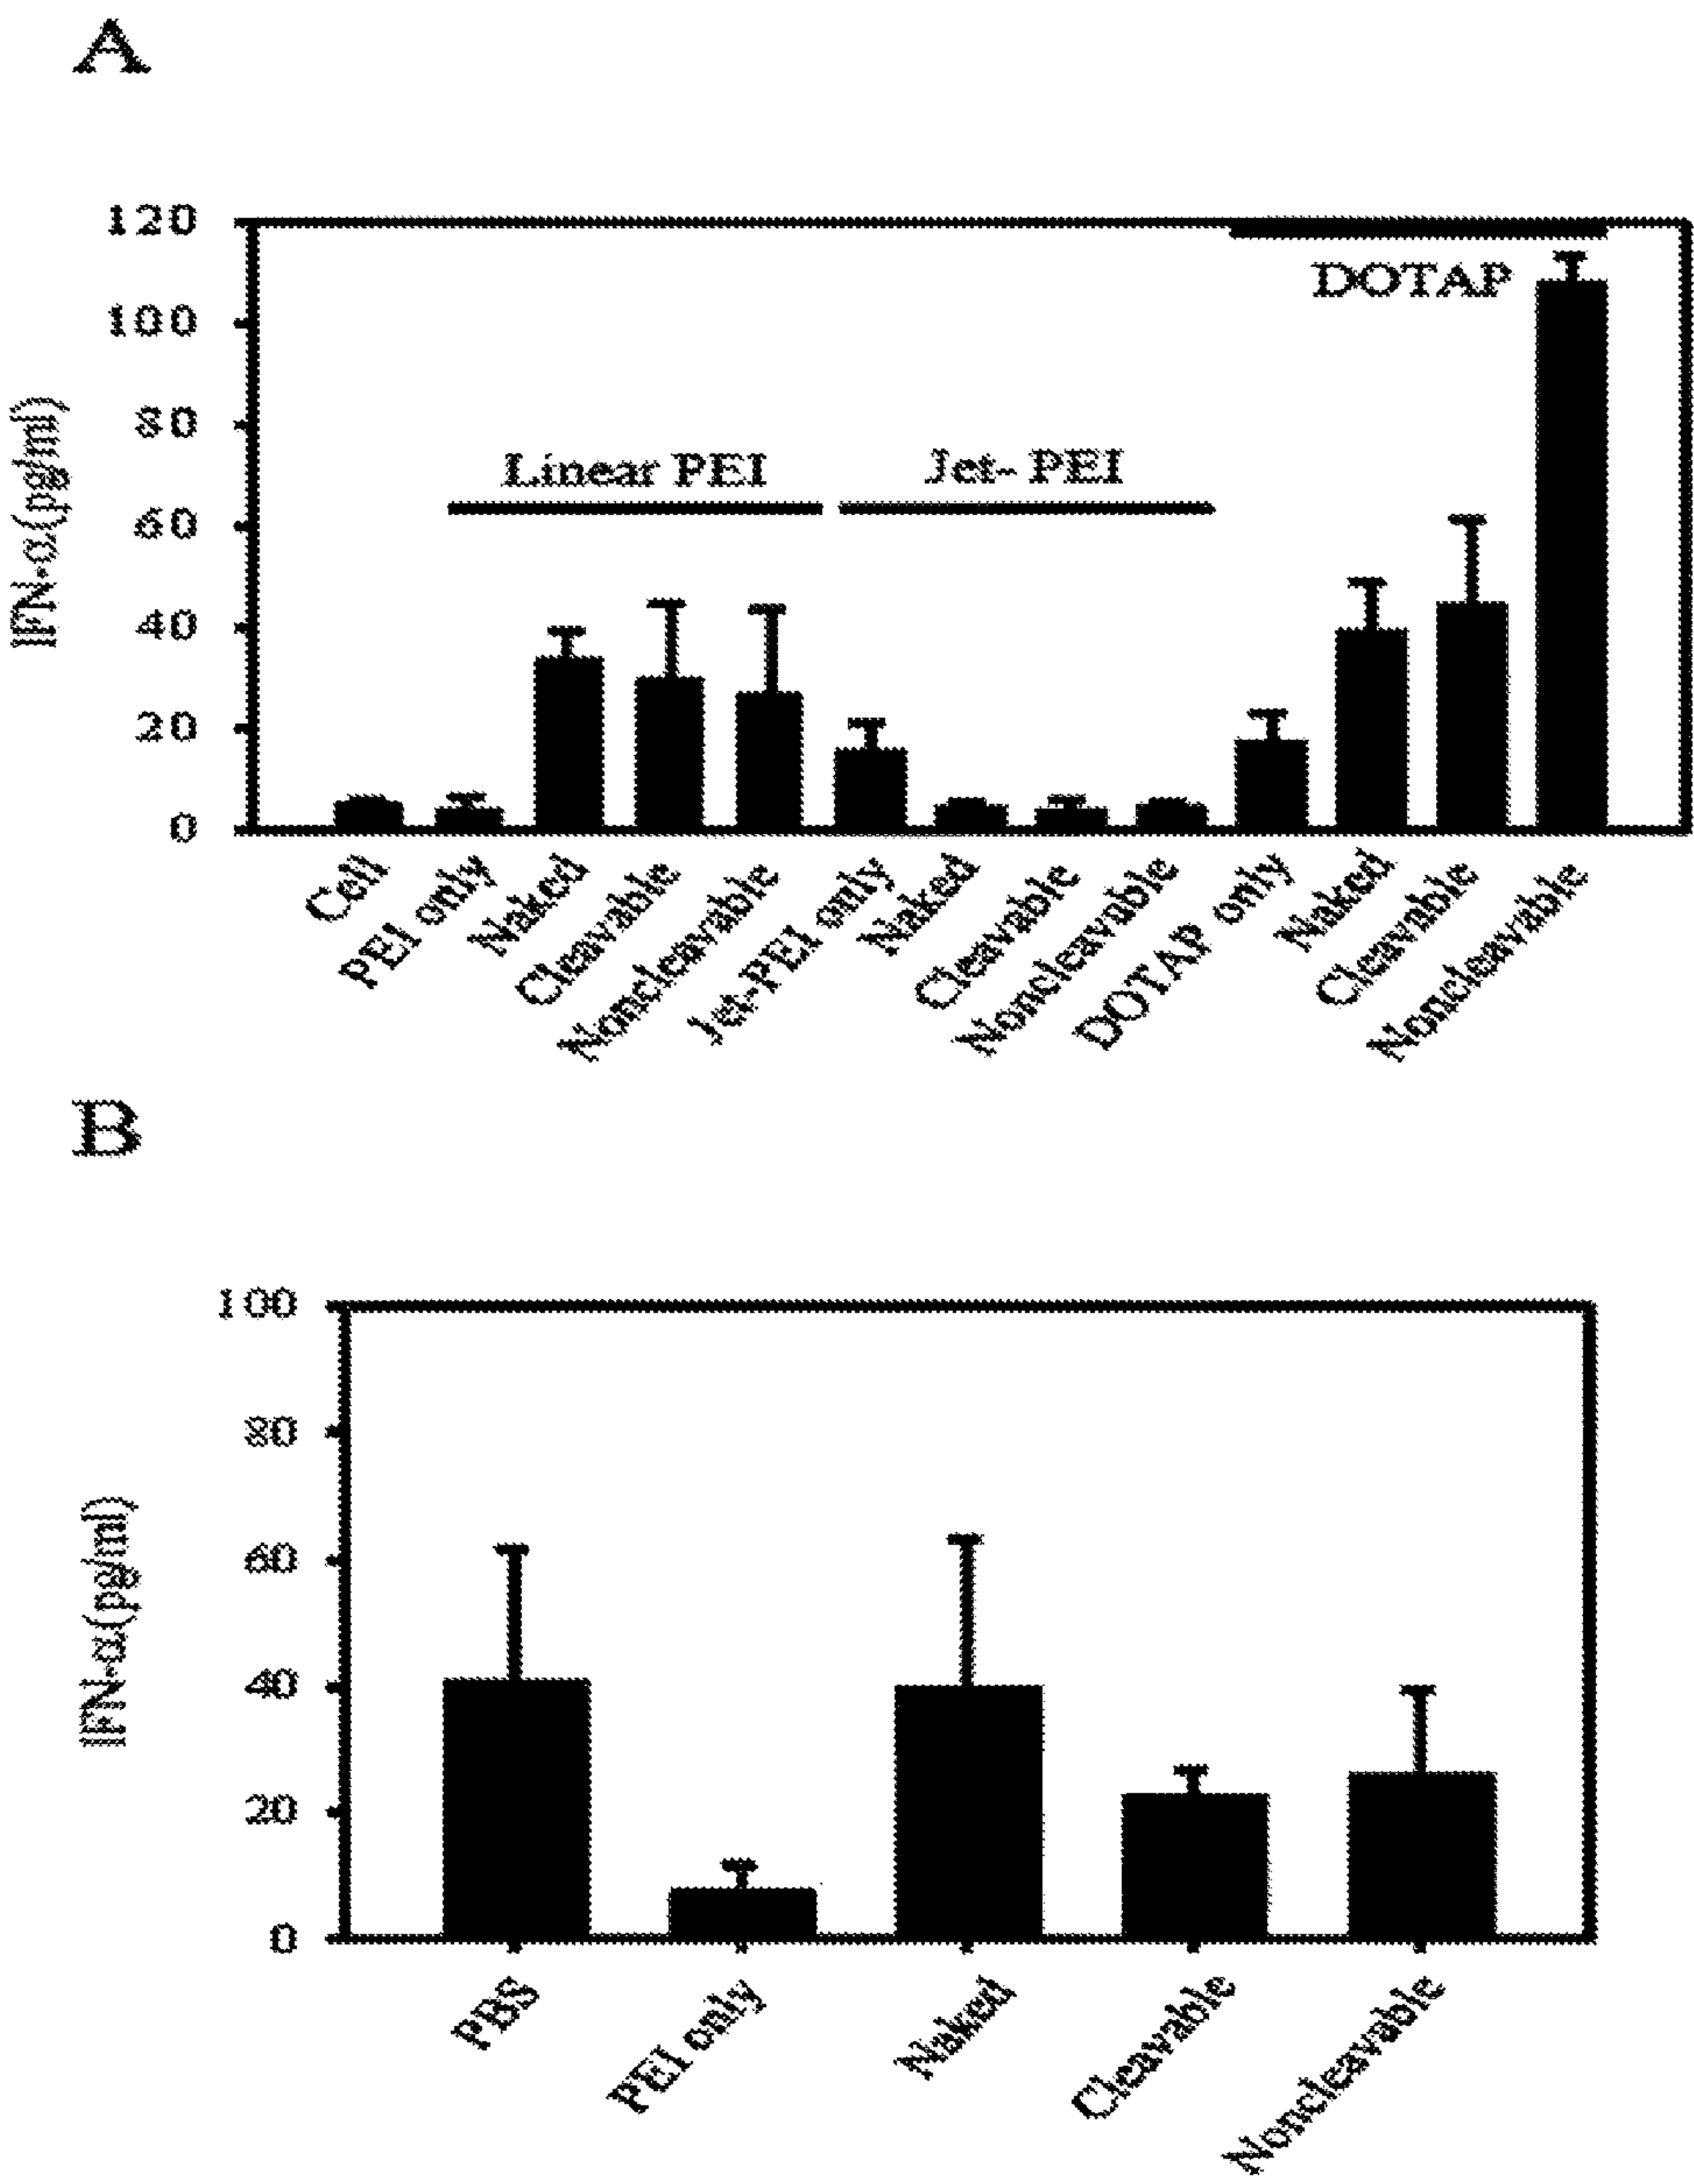 A
120
100
80
60
40
20
0
IFN-α(pg/ml)
Linear PEI
Jet- PEI
DOTAP
Cell
PEI only
Naked
Cleavable
Noncleavable
Jet-PEI only
Naked
Cleavable
Noncleavable
DOTAP only
Naked
Cleavable
Noncleavable
B
100
80
60
40
20
0
IFN-α(pg/ml)
PBS
PEI only
Naked
Cleavable
Noncleavable